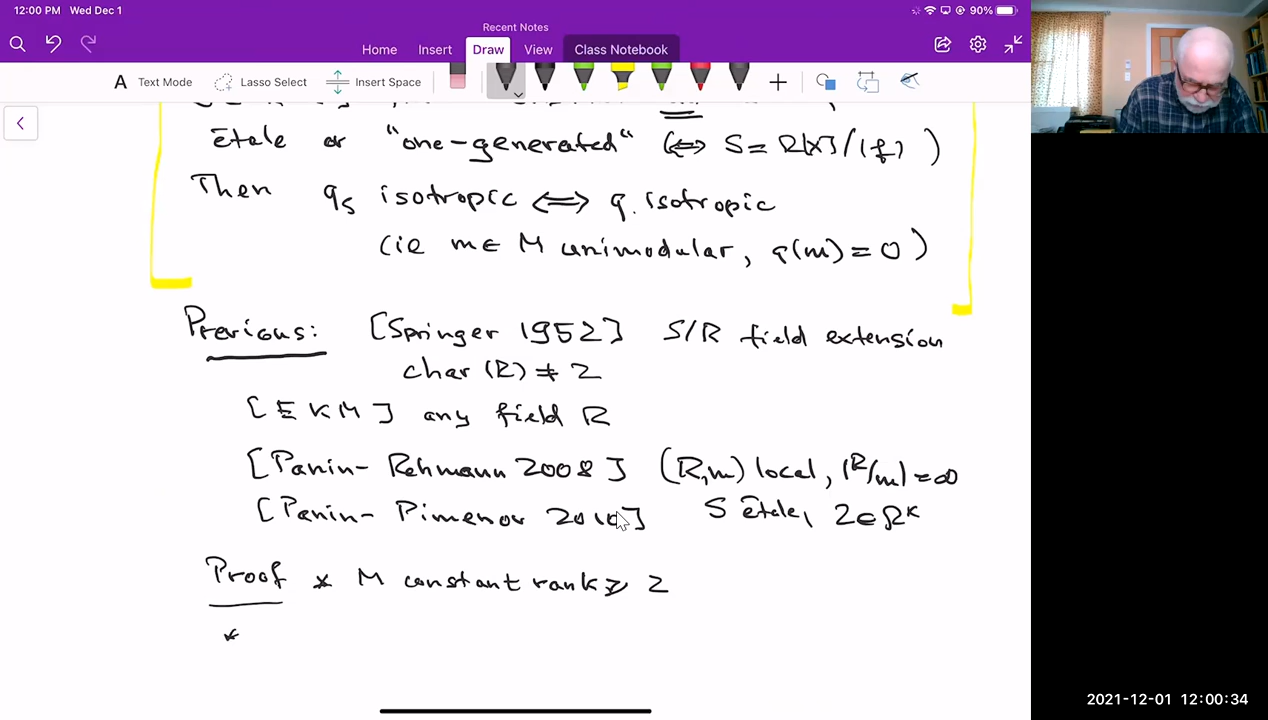 12:00 PM Wed Dec 1
90%
Recent Notes
Home Insert Draw View Class Notebook
A Text Mode Lasso Select Insert Space
étale or "one-generated" (⟺ S = R[X]/(f) )
Then q_S isotropic ⟺ q isotropic
(ie m ∈ M unimodular, q(m) = 0)
Previous: [Springer 1952] S/R field extension
char(R) ≠ 2
[EKM] any field R
[Panin-Rehmann 2008] (R,m) local, |R/m| = ∞
[Panin-Pimenov 2010] S étale, 2 ∈ R^×
Proof * M constant rank ≥ 2
*
2021-12-01 12:00:34